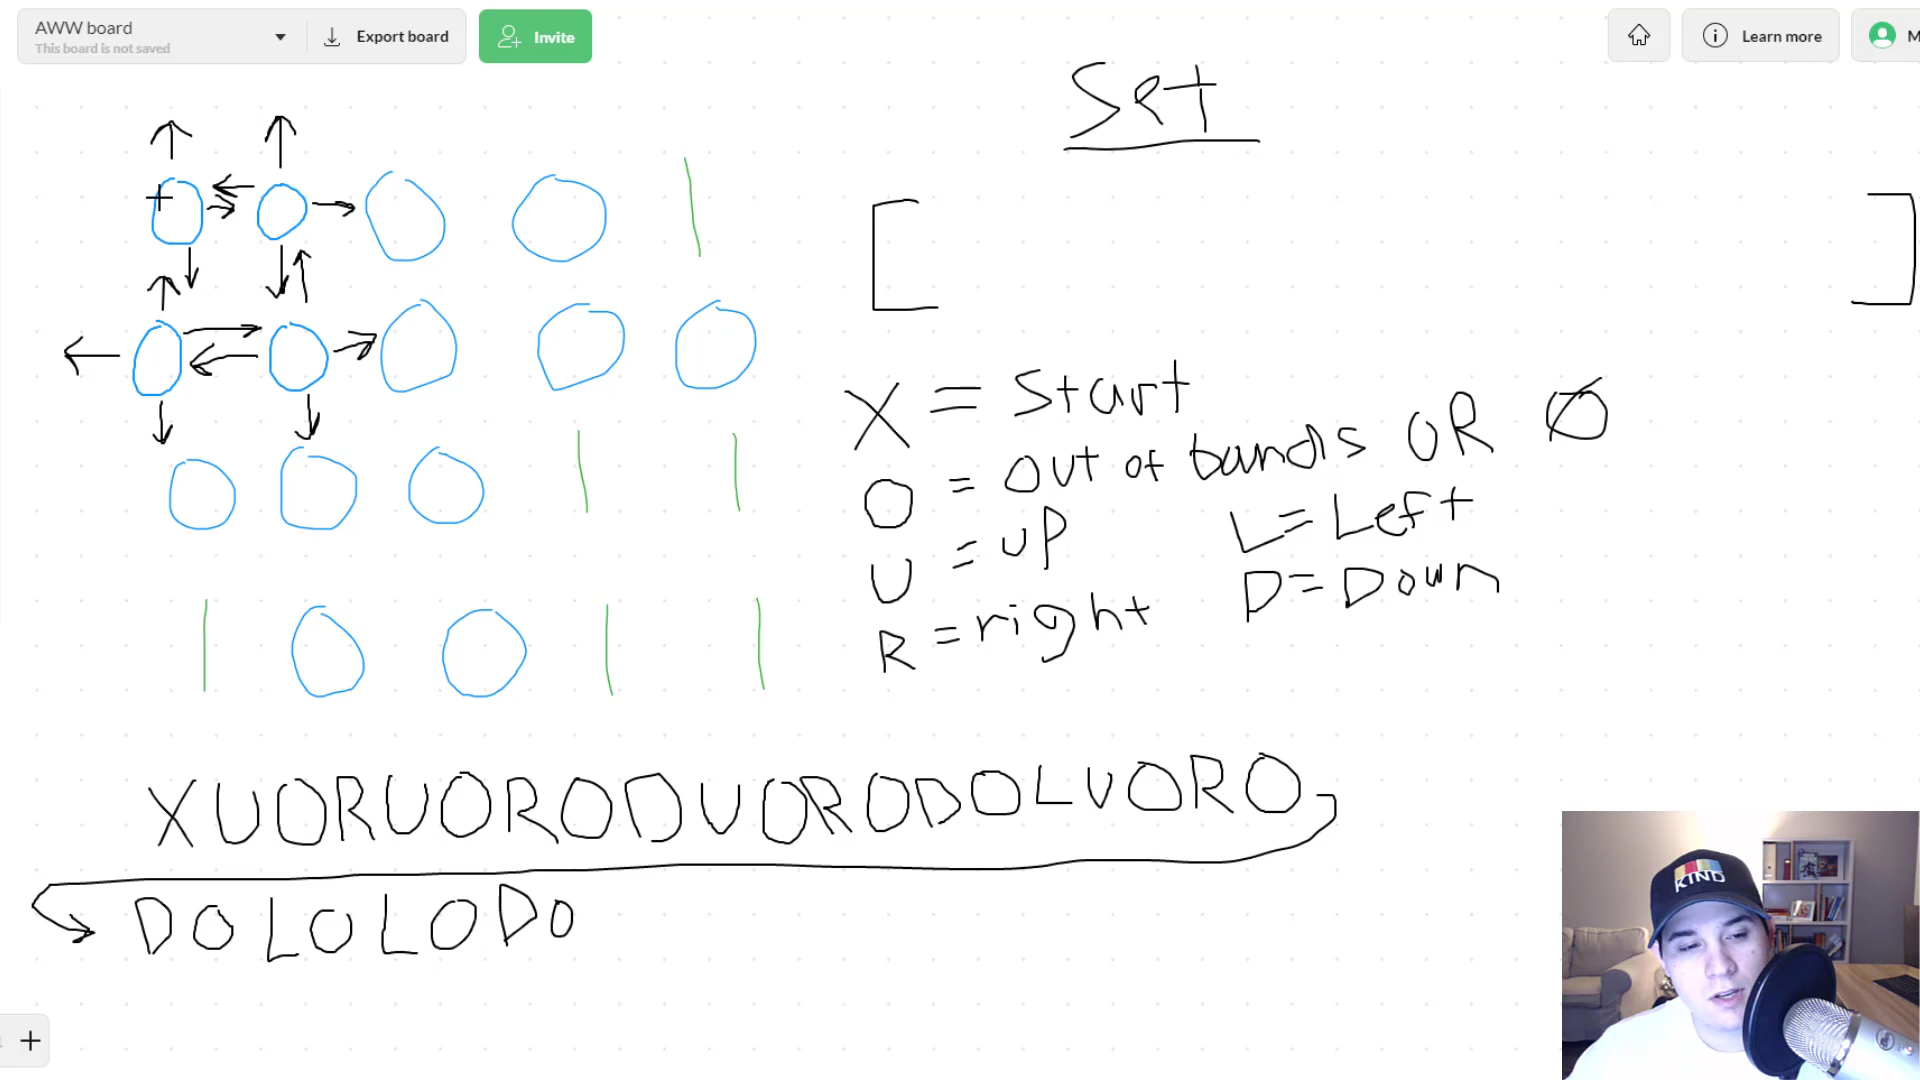 AWW board
This board is not saved
Export board
Invite
Learn more
M
Set
[ ]
X = Start
O = out of bands OR Ø
U = up
L = Left
R = right
D = Down
XUORUORODUORODOLUORO
DOLOLODO
KIND